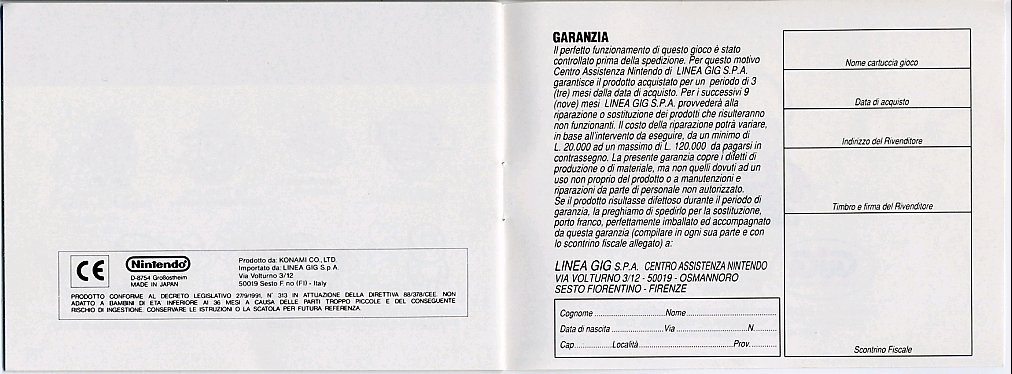 CE
Nintendo
D-8754 Großostheim
MADE IN JAPAN
Prodotto da: KONAMI CO., LTD.
Importato da: LINEA GIG S.p.A.
Via Volturno 3/12
50019 Sesto F.no (FI) - Italy
PRODOTTO CONFORME AL DECRETO LEGISLATIVO 27/9/1991, N° 313 IN ATTUAZIONE DELLA DIRETTIVA 88/378/CEE. NON
ADATTO A BAMBINI DI ETA INFERIORE AI 36 MESI A CAUSA DELLE PARTI TROPPO PICCOLE E DEL CONSEGUENTE
RISCHIO DI INGESTIONE. CONSERVARE LE ISTRUZIONI O LA SCATOLA PER FUTURA REFERENZA.
GARANZIA
Il perfetto funzionamento di questo gioco è stato
controllato prima della spedizione. Per questo motivo
Centro Assistenza Nintendo di LINEA GIG S.P.A.
garantisce il prodotto acquistato per un periodo di 3
(tre) mesi dalla data di acquisto. Per i successivi 9
(nove) mesi LINEA GIG S.P.A. provvederà alla
riparazione o sostituzione dei prodotti che risulteranno
non funzionanti. Il costo della riparazione potrà variare,
in base all'intervento da eseguire, da un minimo di
L. 20.000 ad un massimo di L. 120.000 da pagarsi in
contrassegno. La presente garanzia copre i difetti di
produzione o di materiale, ma non quelli dovuti ad un
uso non proprio del prodotto o a manutenzioni e
riparazioni da parte di personale non autorizzato.
Se il prodotto risultasse difettoso durante il periodo di
garanzia, la preghiamo di spedirlo per la sostituzione,
porto franco, perfettamente imballato ed accompagnato
da questa garanzia (compilare in ogni sua parte e con
lo scontrino fiscale allegato) a:
LINEA GIG S.P.A. CENTRO ASSISTENZA NINTENDO
VIA VOLTURNO 3/12 - 50019 - OSMANNORO
SESTO FIORENTINO - FIRENZE
Cognome ........................Nome.......................................
Data di nascita ......................Via ...............................N..........
Cap................Località........................................Prov............
Nome cartuccia gioco
Data di acquisto
Indirizzo del Rivenditore
Timbro e firma del Rivenditore
Scontrino Fiscale